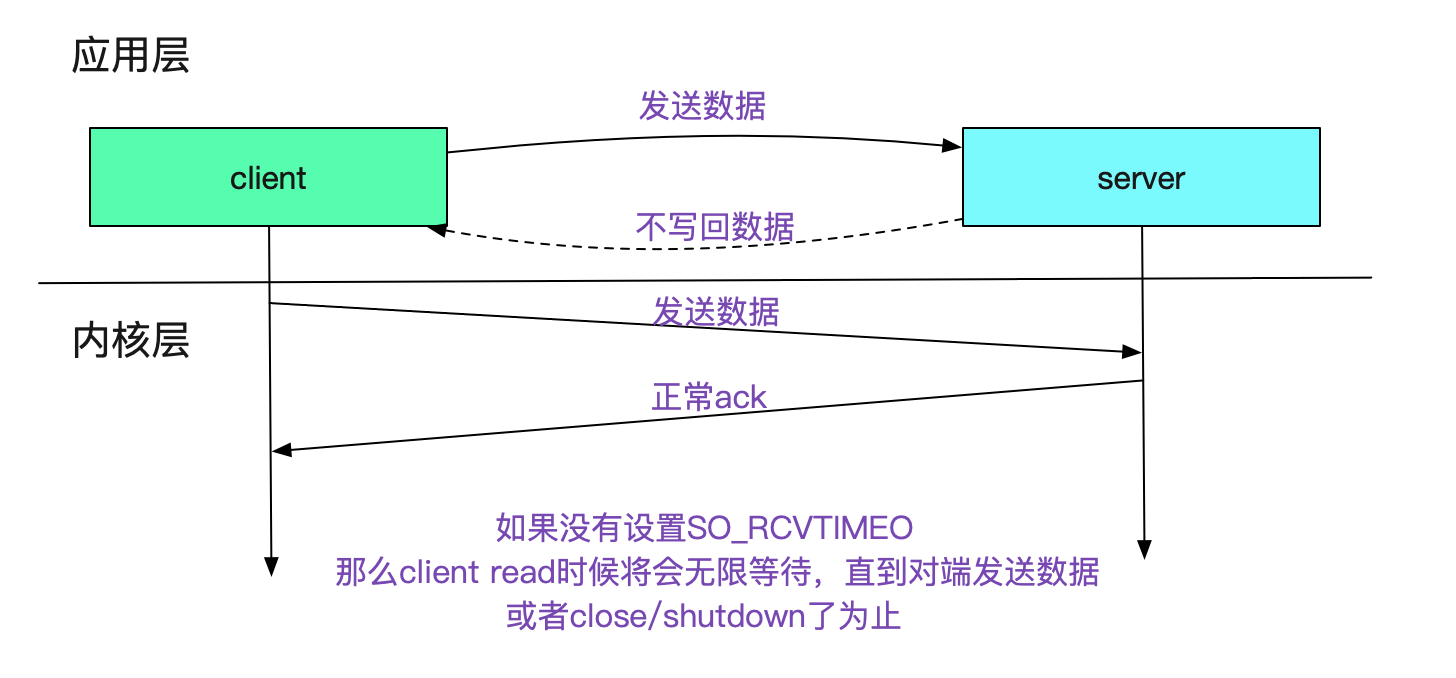 应用层
发送数据
client
server
不写回数据
发送数据
内核层
正常ack
如果没有设置SO_RCVTIMEO
那么client read时候将会无限等待，直到对端发送数据
或者close/shutdown了为止